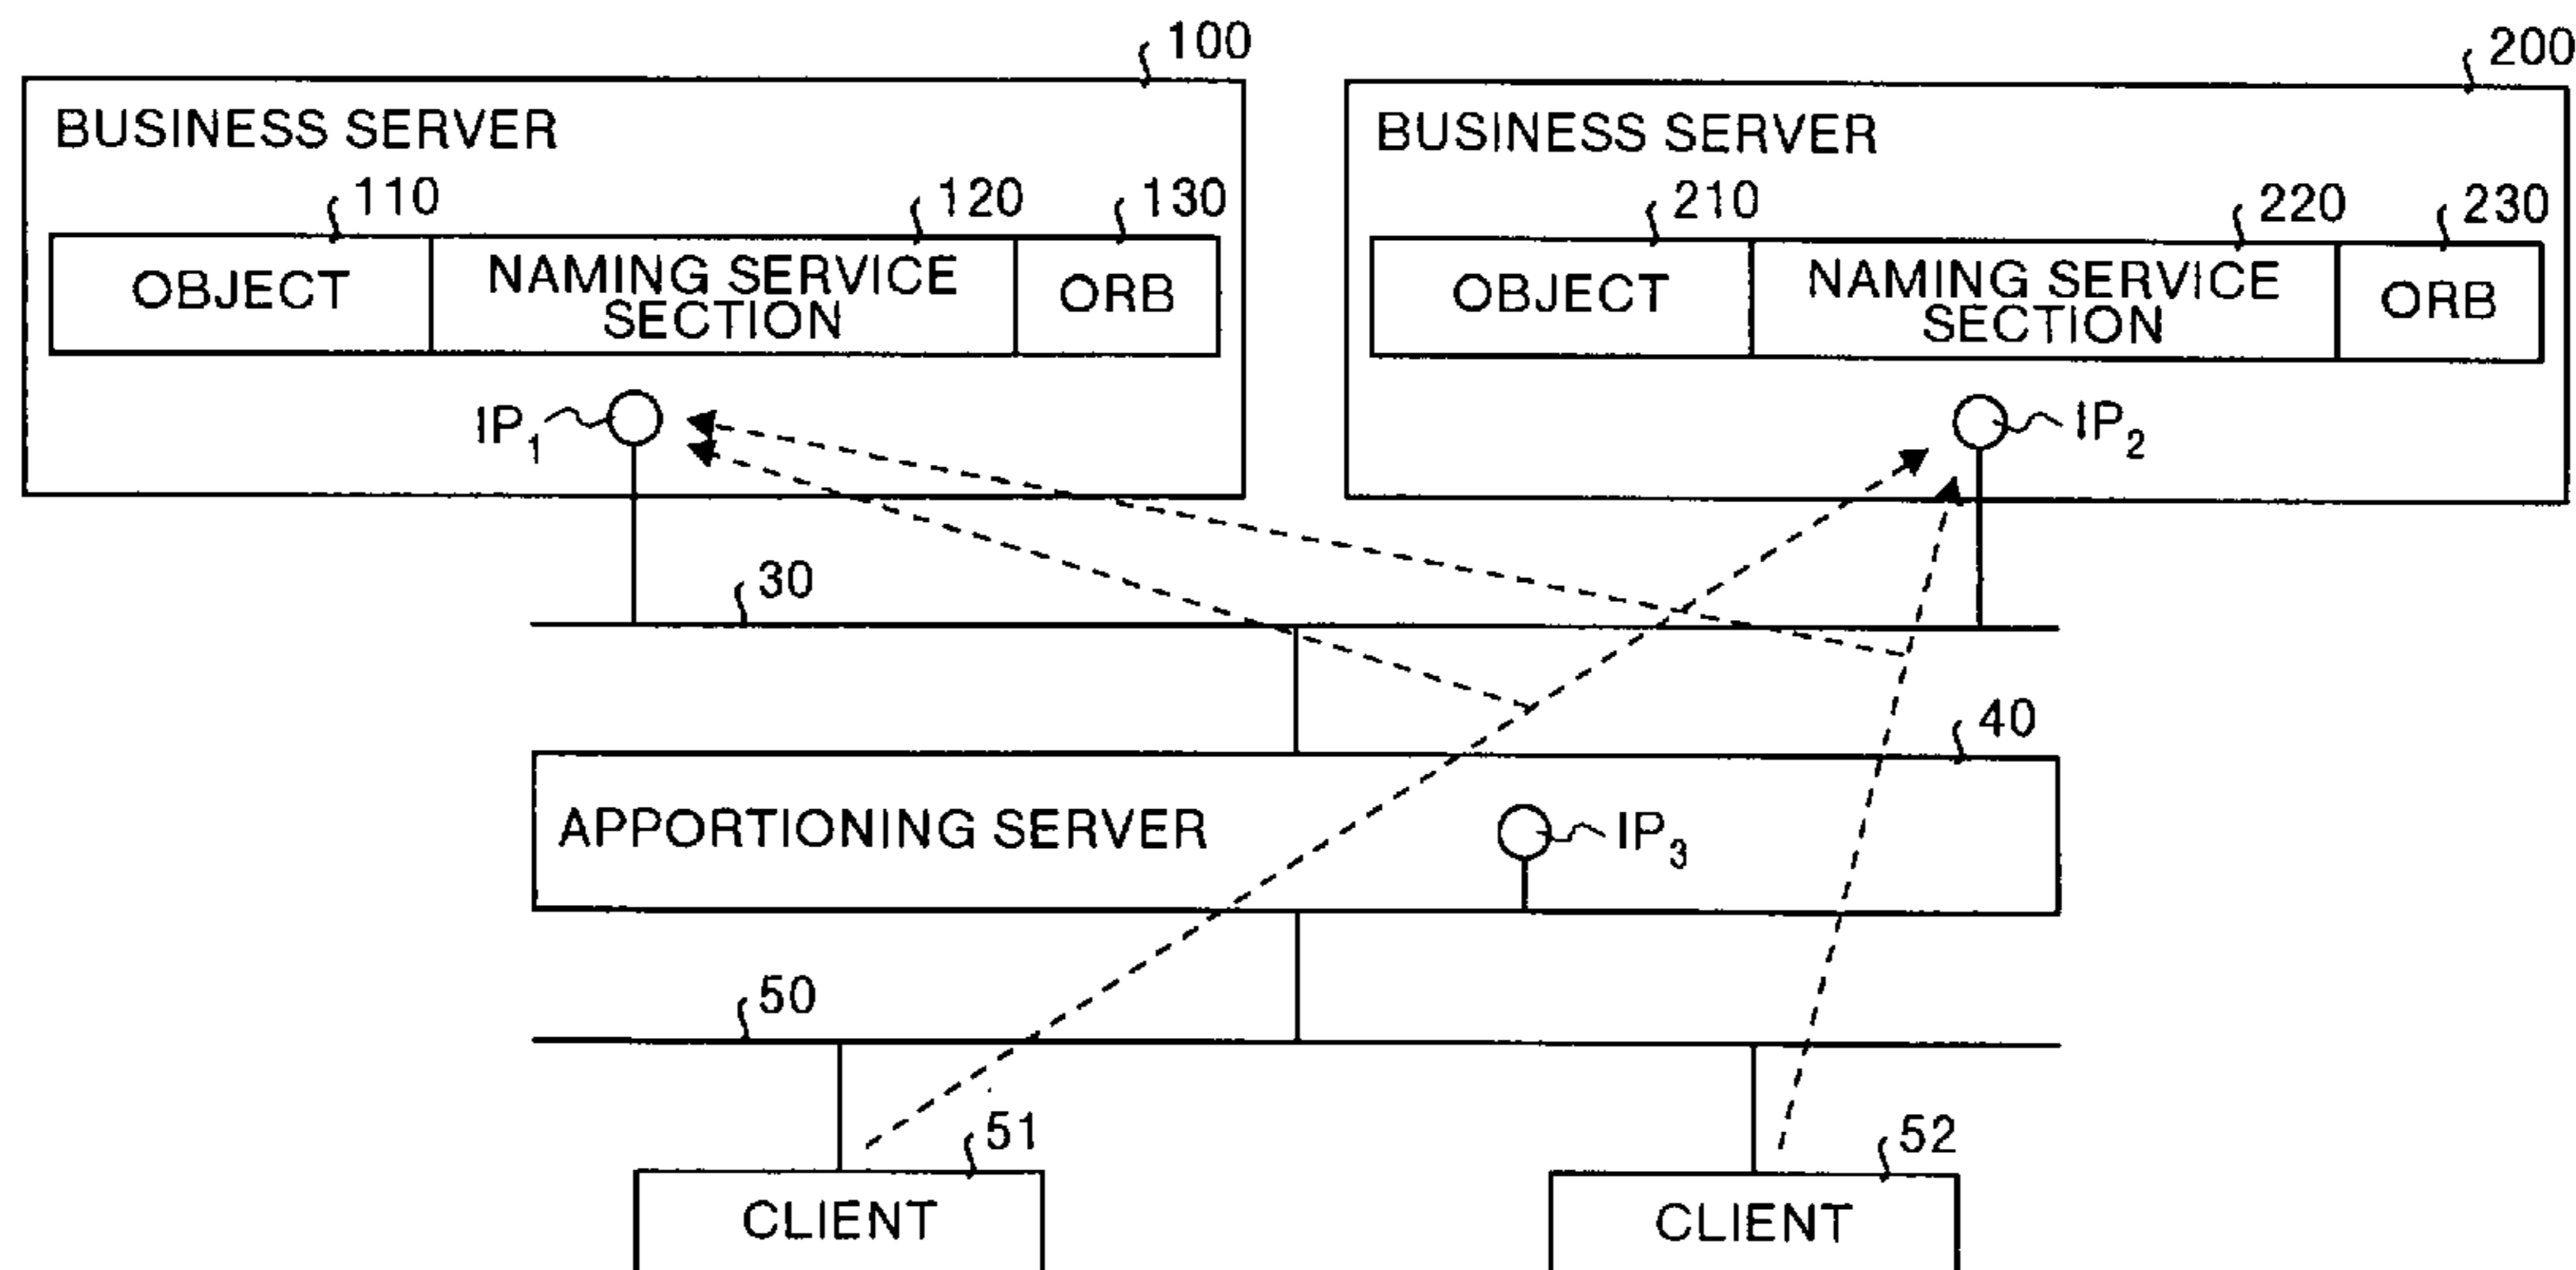 100
200
BUSINESS SERVER
BUSINESS SERVER
110
120
130
210
220
230
OBJECT
NAMING SERVICE
SECTION
ORB
OBJECT
NAMING SERVICE
SECTION
ORB
IP1
IP2
30
40
APPORTIONING SERVER
IP3
50
51
52
CLIENT
CLIENT